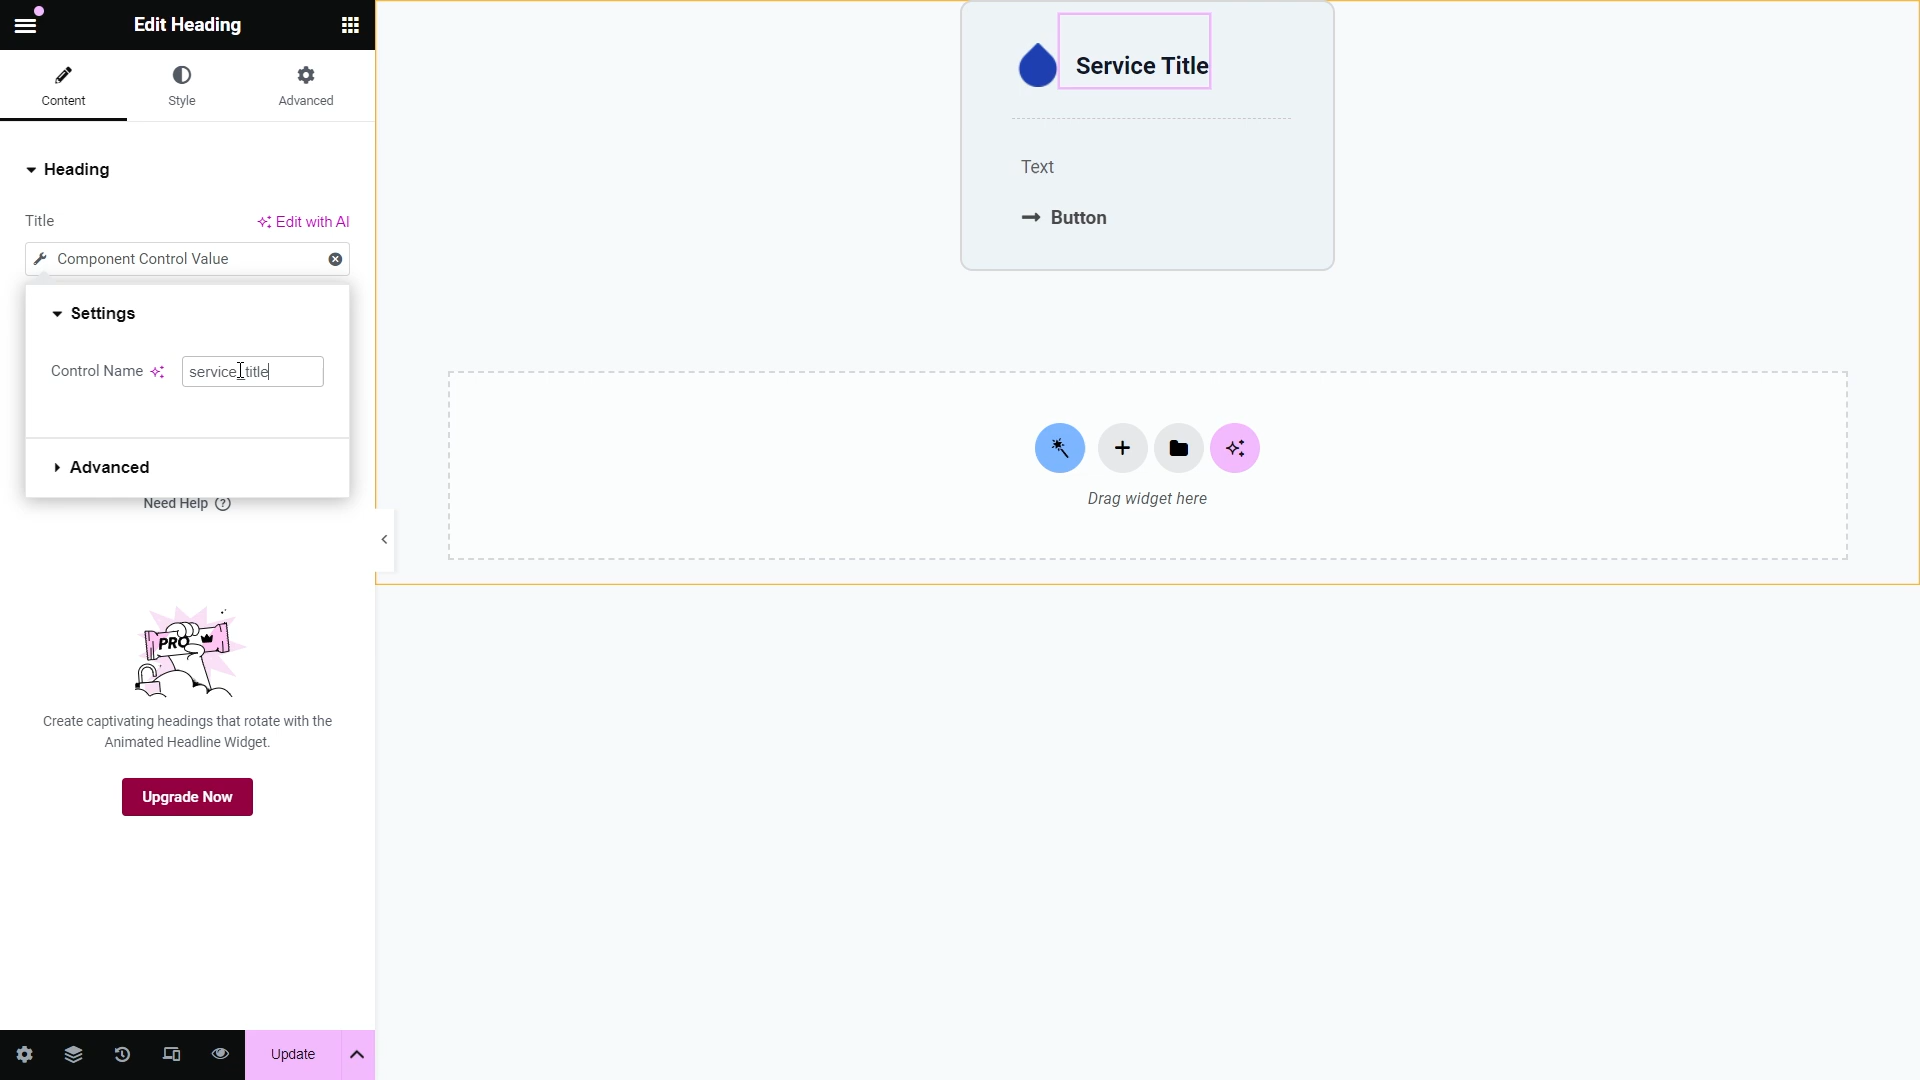 Edit Heading
Content
Style
Advanced
Heading
Title
Edit with AI
Component Control Value
Settings
Control Name
service_title
Advanced
Need Help
PRO
Create captivating headings that rotate with the
Animated Headline Widget.
Upgrade Now
Update
Service Title
Text
Button
Drag widget here